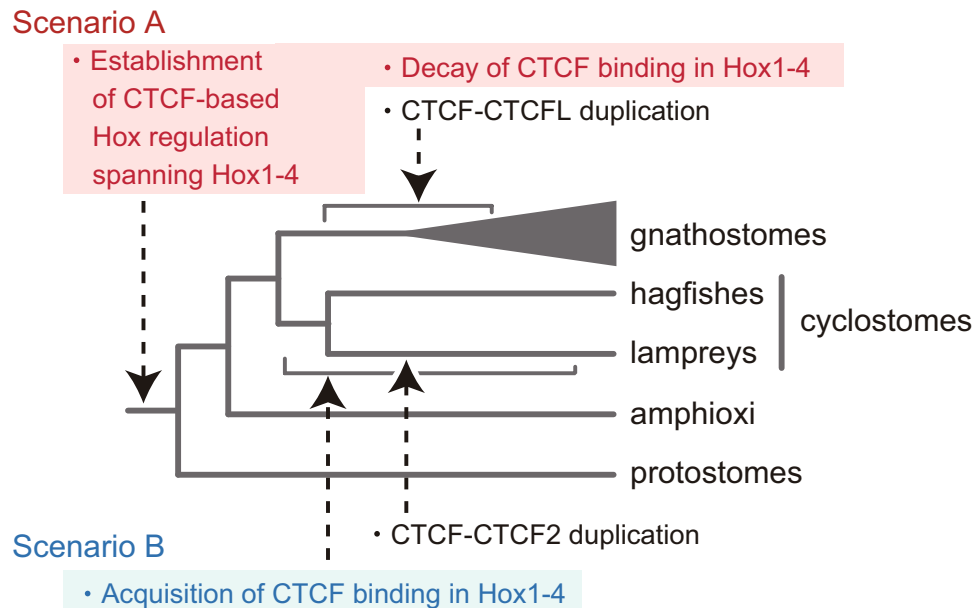 Scenario A
・Establishment
of CTCF-based
Hox regulation
spanning Hox1-4
・Decay of CTCF binding in Hox1-4
・CTCF-CTCFL duplication
gnathostomes
hagfishes
cyclostomes
lampreys
amphioxi
protostomes
・CTCF-CTCF2 duplication
Scenario B
・Acquisition of CTCF binding in Hox1-4